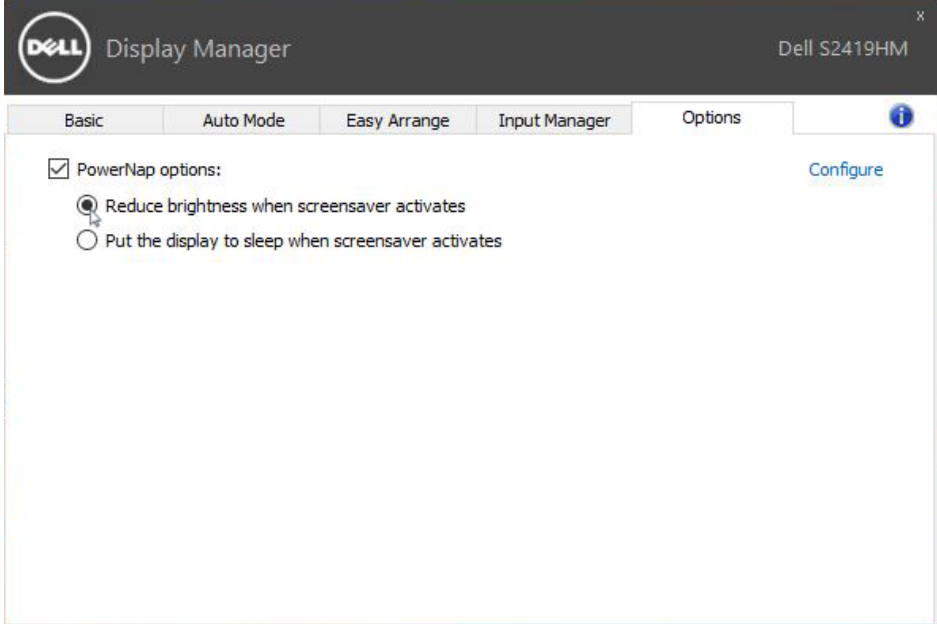 x
DELL Display Manager Dell S2419HM
Basic Auto Mode Easy Arrange Input Manager Options i
PowerNap options: Configure
Reduce brightness when screensaver activates
Put the display to sleep when screensaver activates